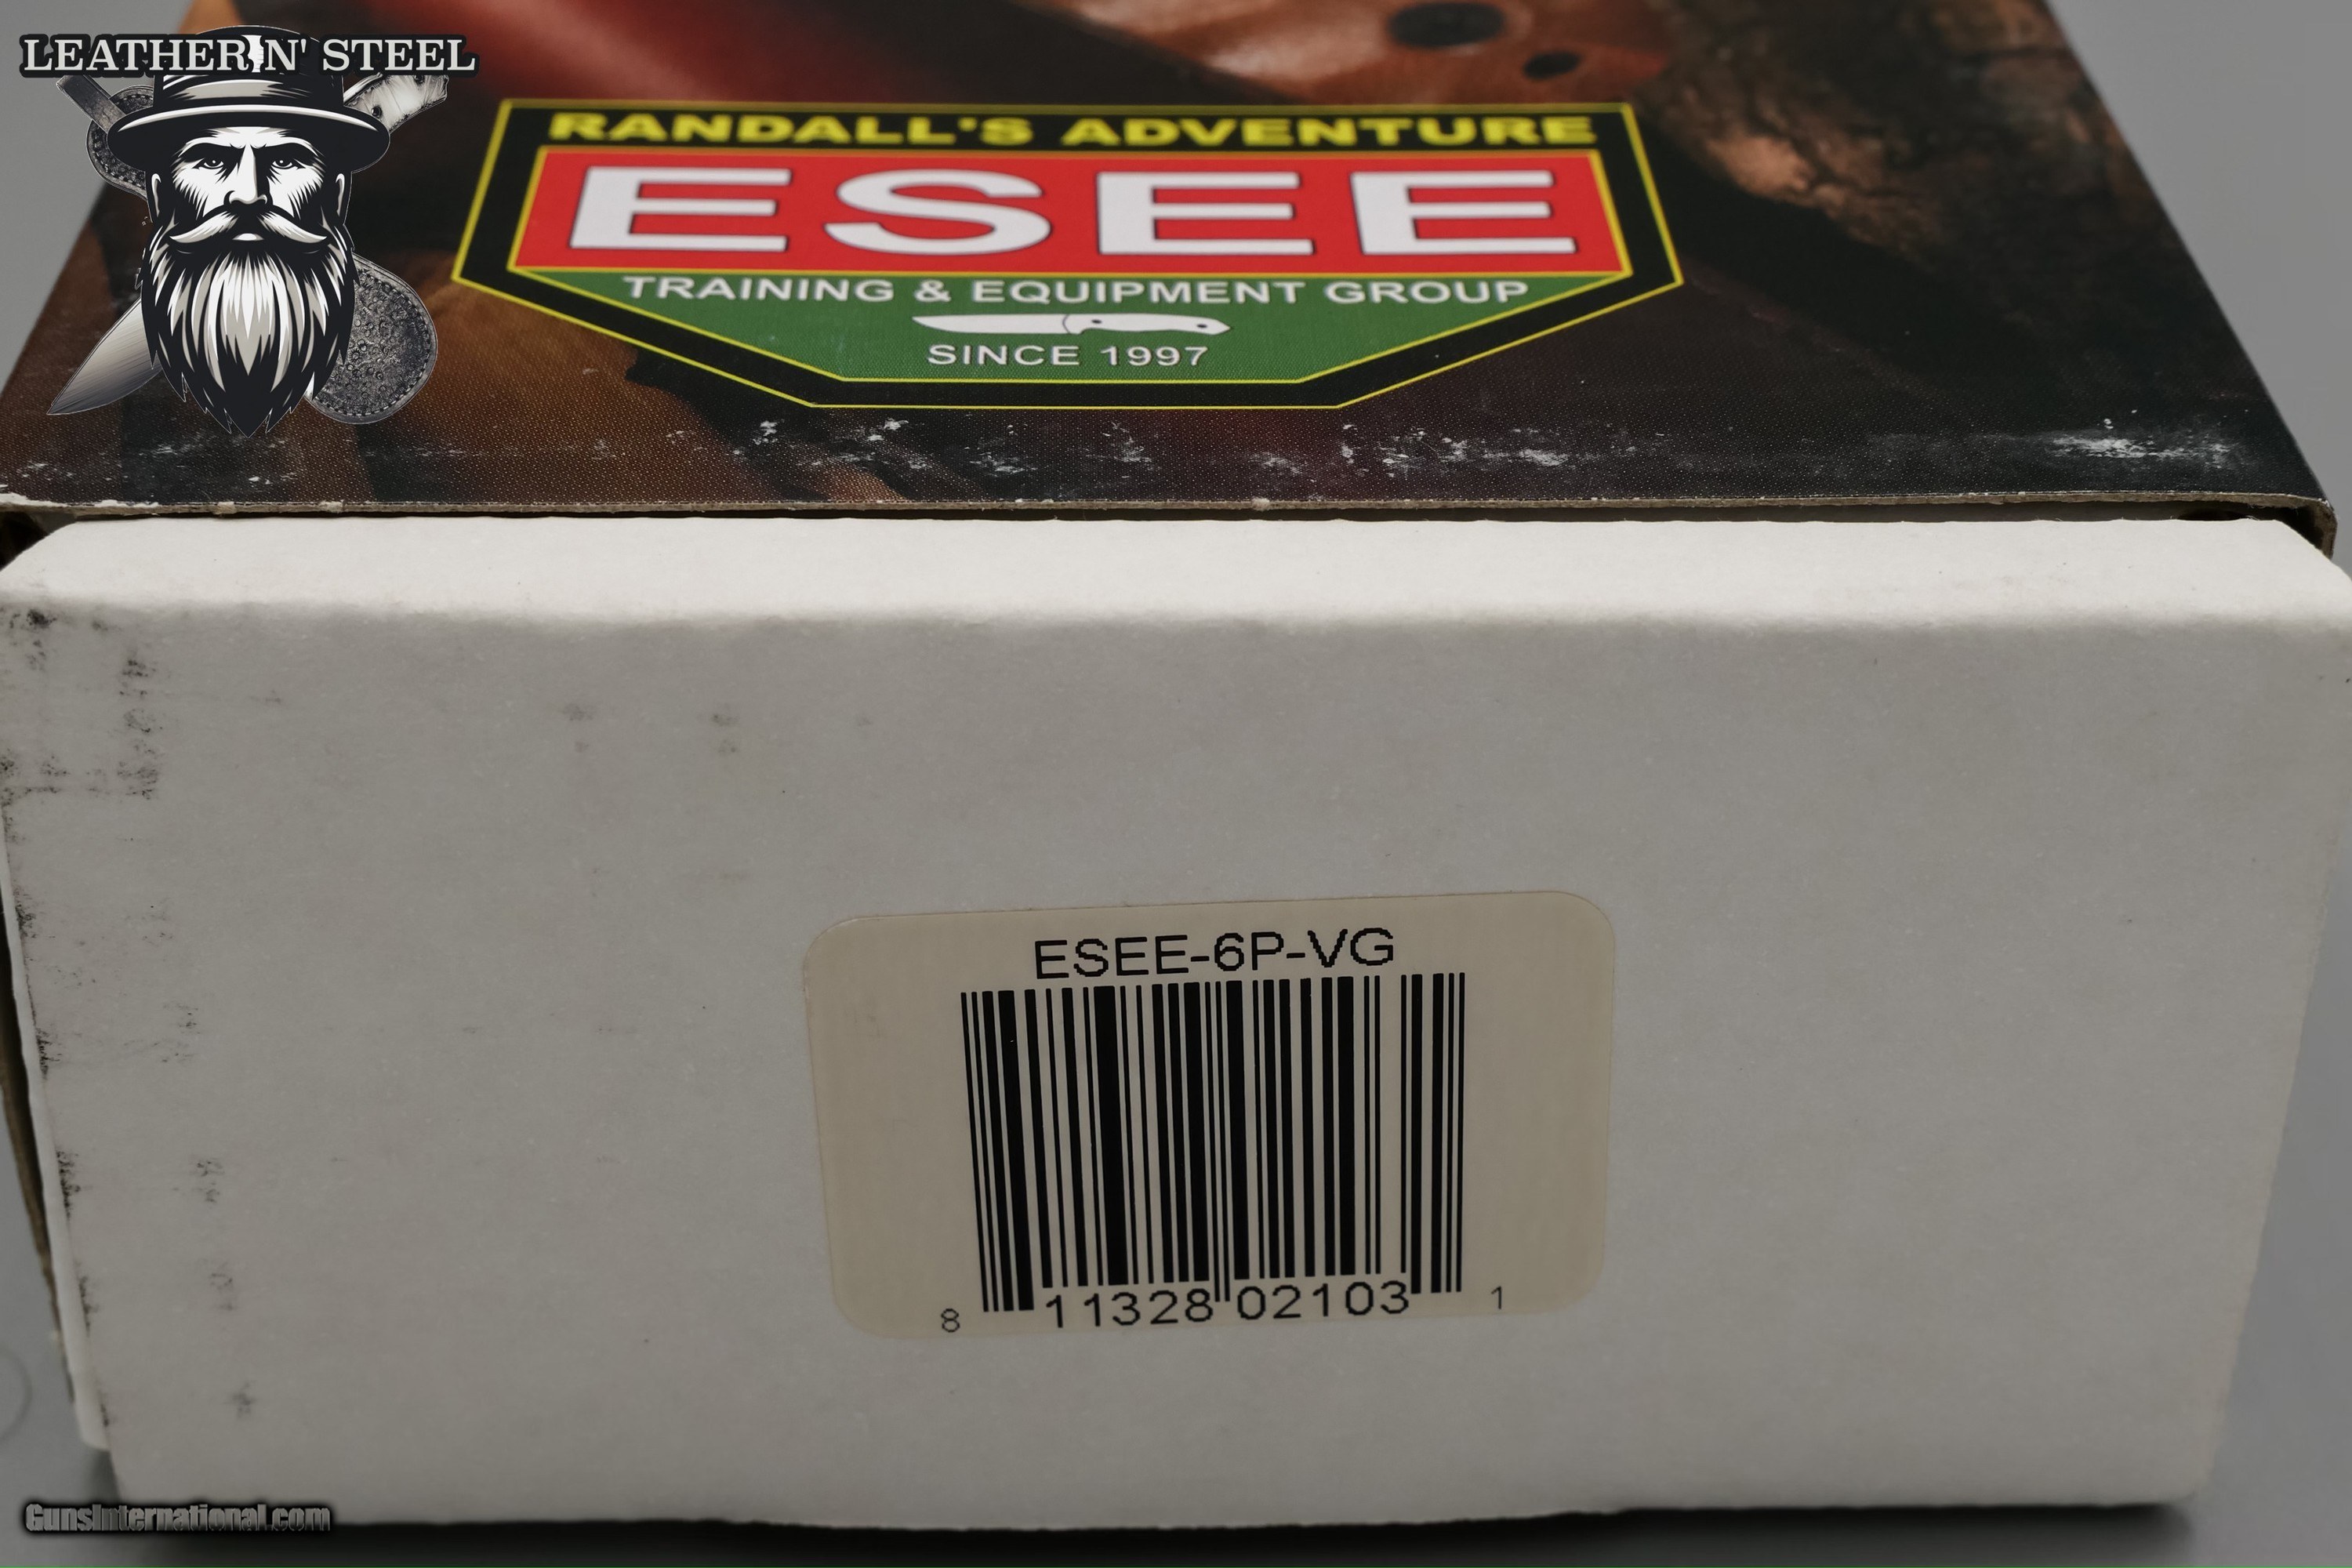 LEATHER N' STEEL
RANDALL'S ADVENTURE
ESEE
TRAINING & EQUIPMENT GROUP
SINCE 1997
ESEE-6P-VG
8 11328 02103 1
GunsInternational.com